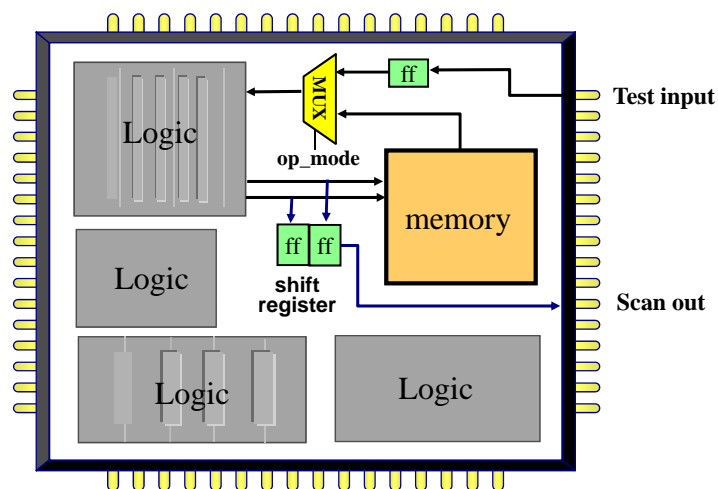 ff
Test input
MUX
Logic
op_mode
memory
ff ff
Logic
shift
register
Scan out
Logic
Logic